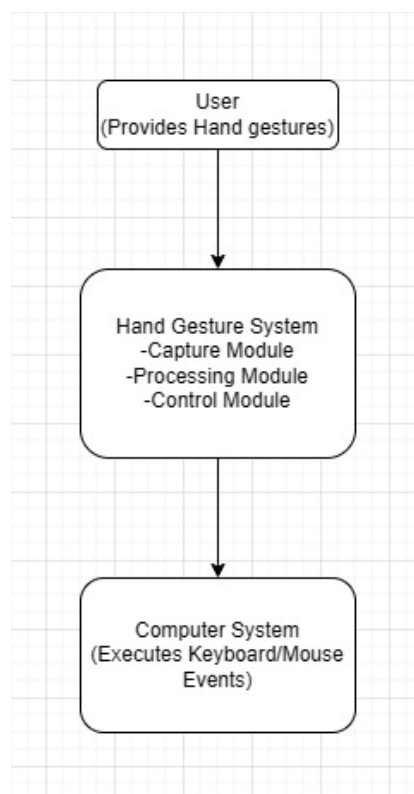 User
(Provides Hand gestures)
Hand Gesture System
-Capture Module
-Processing Module
-Control Module
Computer System
(Executes Keyboard/Mouse
Events)